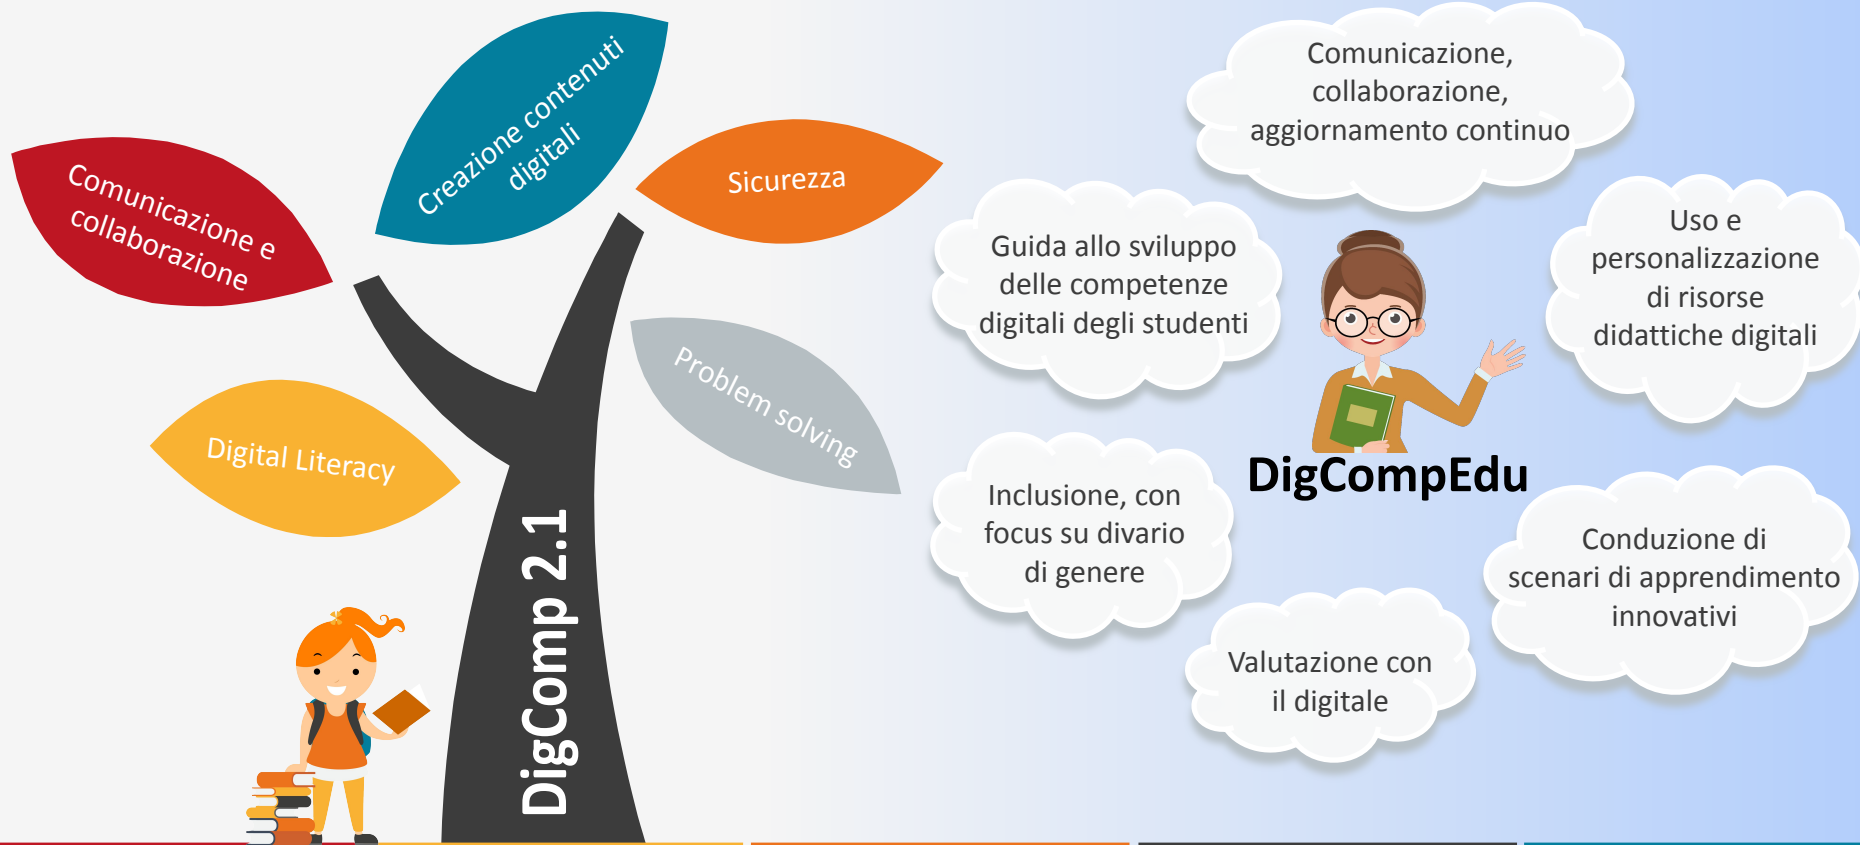 Comunicazione e
collaborazione
Creazione contenuti
digitali
Sicurezza
Digital Literacy
Problem solving
DigComp 2.1
Comunicazione,
collaborazione,
aggiornamento continuo
Guida allo sviluppo
delle competenze
digitali degli studenti
Uso e
personalizzazione
di risorse
didattiche digitali
DigCompEdu
Inclusione, con
focus su divario
di genere
Conduzione di
scenari di apprendimento
innovativi
Valutazione con
il digitale